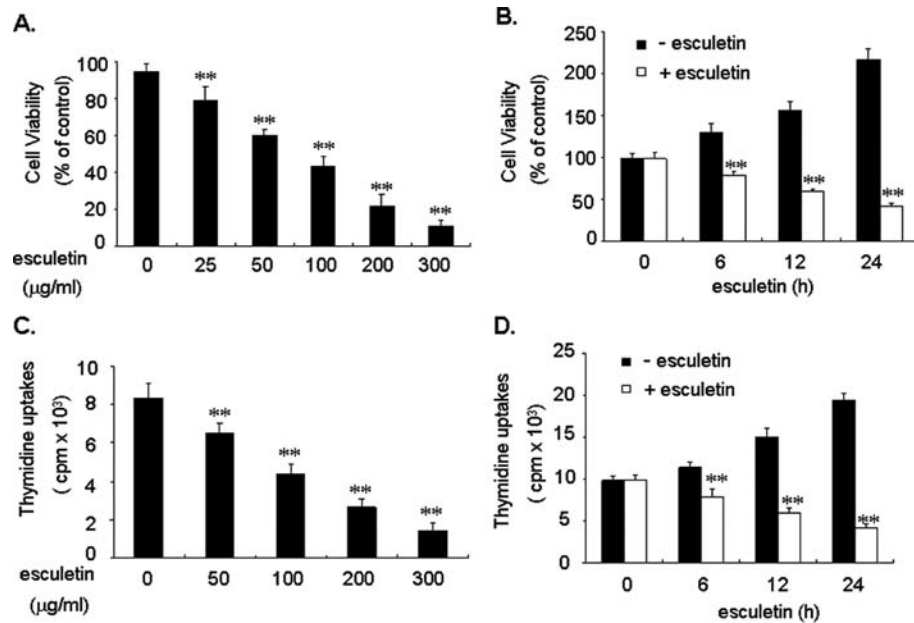 A.
Cell Viability
(% of control)
100
80
60
40
20
0
**
**
**
**
**
esculetin 0 25 50 100 200 300
(μg/ml)
B.
Cell Viability
(% of control)
250
200
150
100
50
0
- esculetin
+ esculetin
**
**
**
0 6 12 24
esculetin (h)
C.
Thymidine uptakes
( cpm x 10³)
10
8
6
4
2
0
**
**
**
**
esculetin 0 50 100 200 300
(μg/ml)
D.
Thymidine uptakes
( cpm x 10³)
25
20
15
10
5
0
- esculetin
+ esculetin
**
**
**
0 6 12 24
esculetin (h)